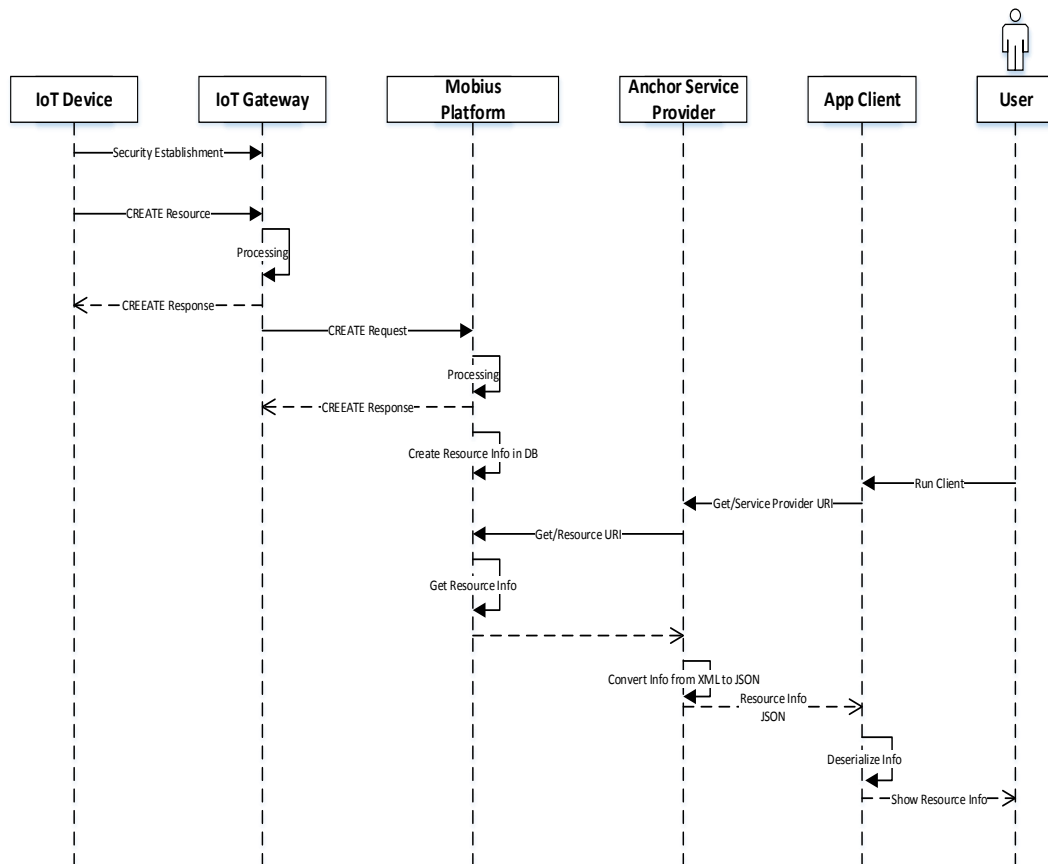 IoT Device
IoT Gateway
Mobius
Platform
Anchor Service
Provider
App Client
User
Security Establishment
CREATE Resource
Processing
CREEATE Response
CREATE Request
Processing
CREEATE Response
Create Resource Info in DB
Run Client
Get/Service Provider URI
Get/Resource URI
Get Resource Info
Convert Info from XML to JSON
Resource Info
JSON
Deserialize Info
Show Resource Info